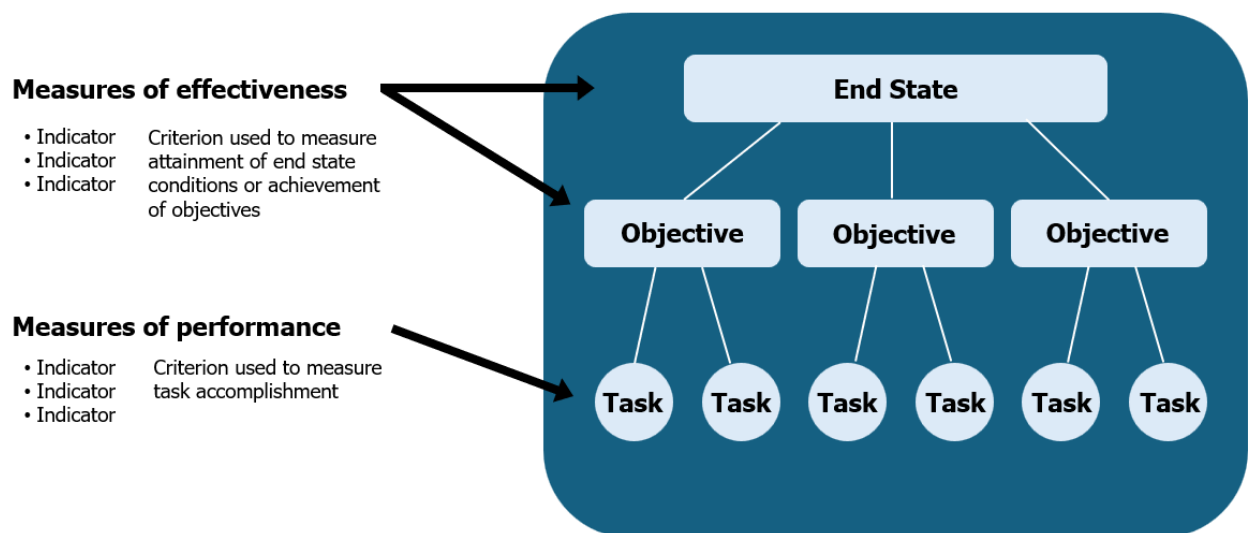 Measures of effectiveness
• Indicator
• Indicator
• Indicator
Criterion used to measure
attainment of end state
conditions or achievement
of objectives
Measures of performance
• Indicator
• Indicator
• Indicator
Criterion used to measure
task accomplishment
End State
Objective
Objective
Objective
Task
Task
Task
Task
Task
Task